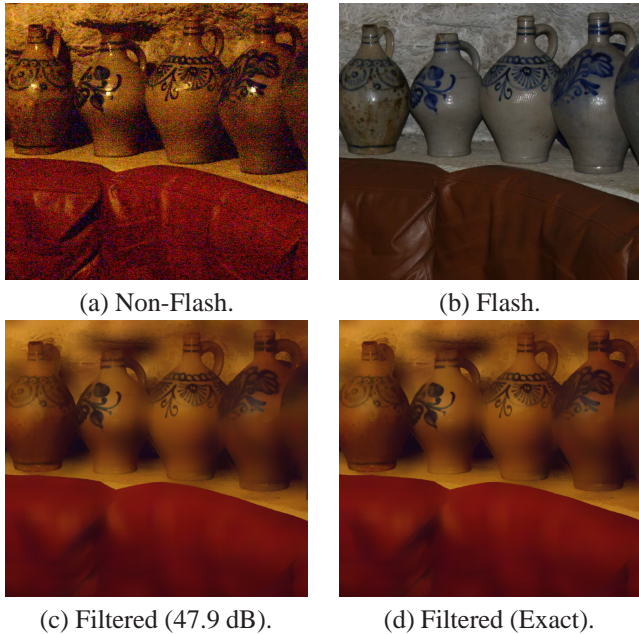 (a) Non-Flash.
(b) Flash.
(c) Filtered (47.9 dB).
(d) Filtered (Exact).